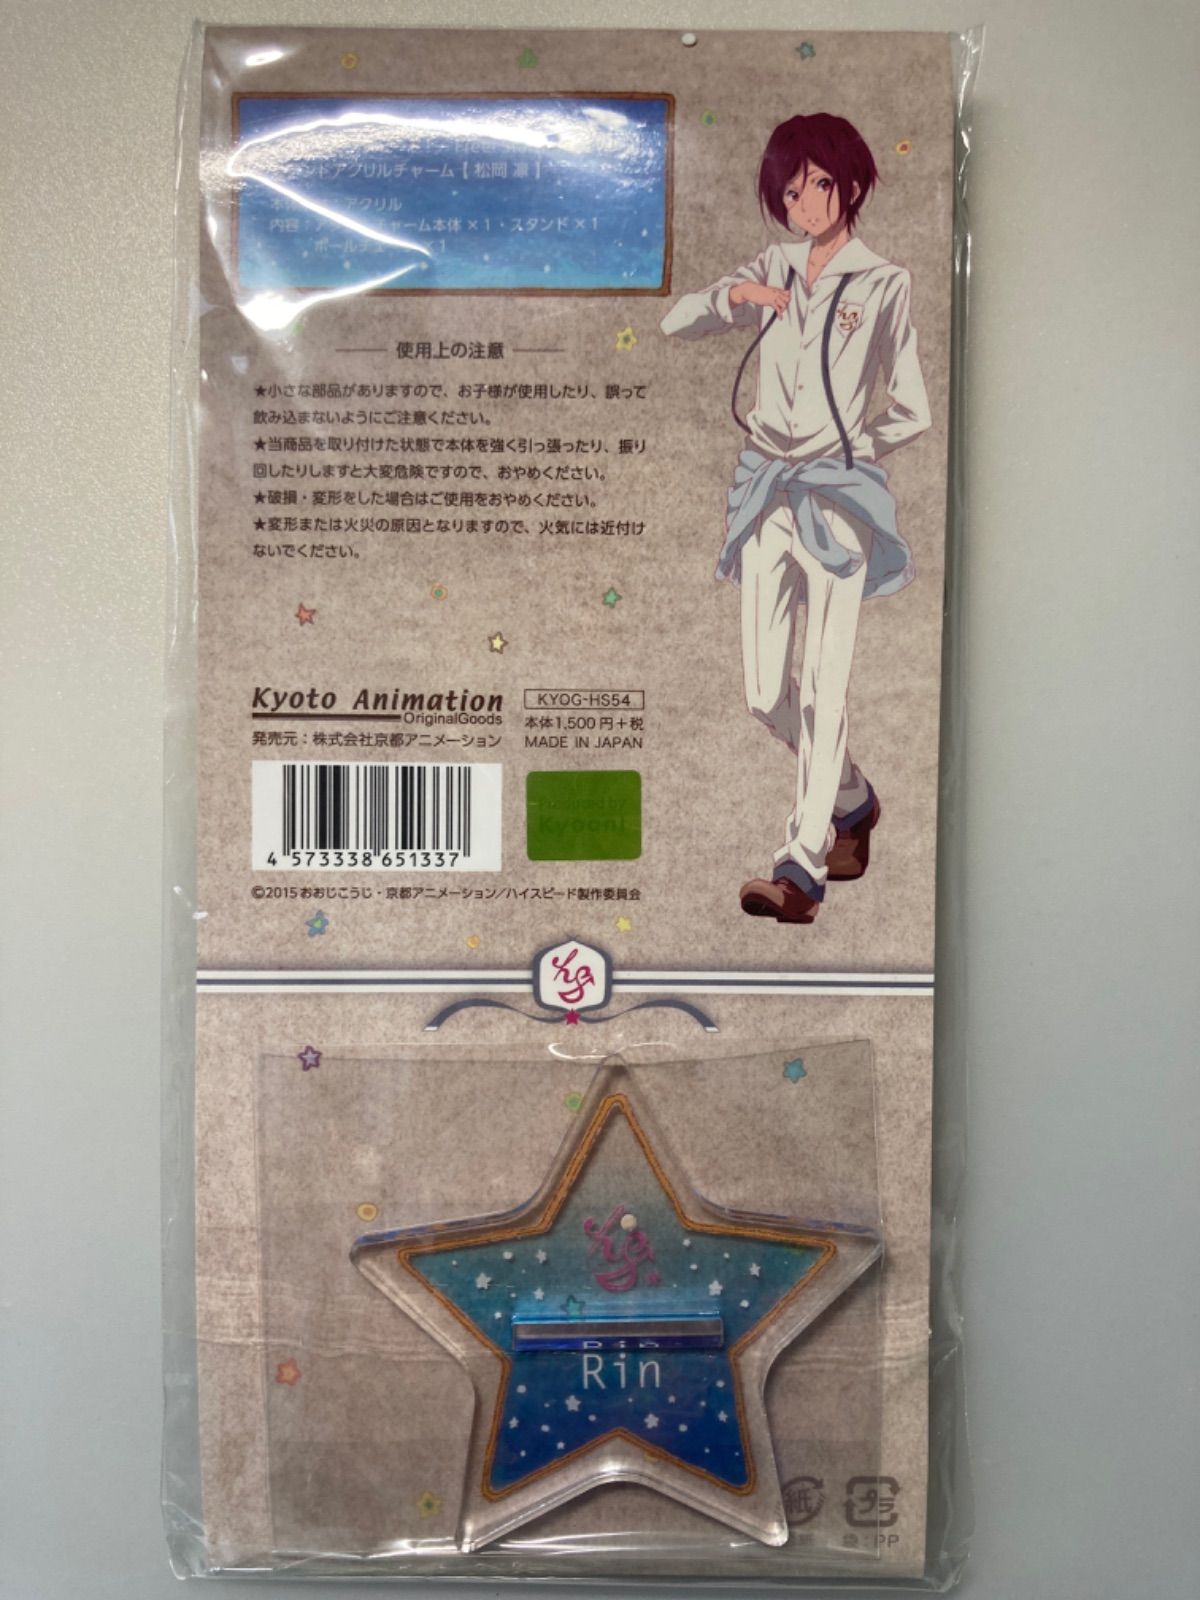 ンドアクリルチャーム【 松岡 凛 】
アクリル
チャーム本体×1・スタンド×1
ボールチェ ×1
使用上の注意
★小さな部品がありますので、お子様が使用したり、誤って
飲み込まないようにご注意ください。
★当商品を取り付けた状態で本体を強く引っ張ったり、振り
回したりしますと大変危険ですので、おやめください。
★破損・変形をした場合はご使用をおやめください。
★変形または火災の原因となりますので、火気には近付け
ないでください。
Kyoto Animation
OriginalGoods
発売元：株式会社京都アニメーション
KYOG-HS54
本体1,500円+税
MADE IN JAPAN
4 573338 651337
Produced by
Kyoani
©2015 おおじこうじ・京都アニメーション/ハイスピード製作委員会
Rin
紙
プラ
袋：PP